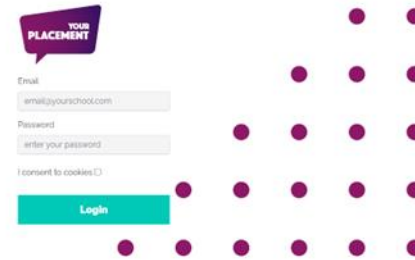 YOUR
PLACEMENT
Email
email@yourschool.com
Password
enter your password
I consent to cookies
Login